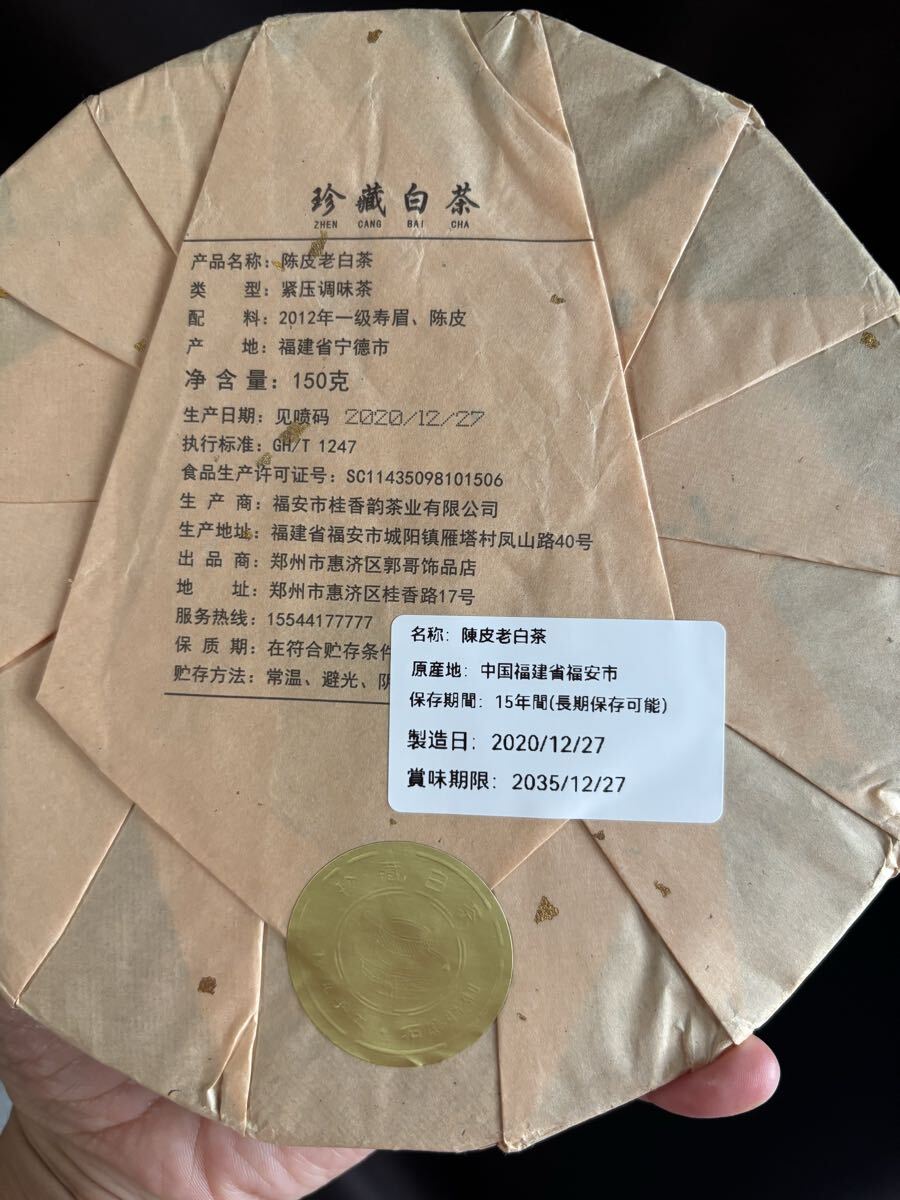 珍藏白茶
ZHEN CANG BAI CHA
产品名称：陈皮老白茶
类 型：紧压调味茶
配 料：2012年一级寿眉、陈皮
产 地：福建省宁德市
净含量：150克
生产日期：见喷码 2020/12/27
执行标准：GH/T 1247
食品生产许可证号：SC11435098101506
生产商：福安市桂香韵茶业有限公司
生产地址：福建省福安市城阳镇雁塔村凤山路40号
出品商：郑州市惠济区郭哥饰品店
地 址：郑州市惠济区桂香路17号
服务热线：15544177777
保质期：在符合贮存条件
贮存方法：常温、避光、阴
名称: 陳皮老白茶
原産地: 中国福建省福安市
保存期間: 15年間(長期保存可能)
製造日: 2020/12/27
賞味期限: 2035/12/27
珍藏白茶